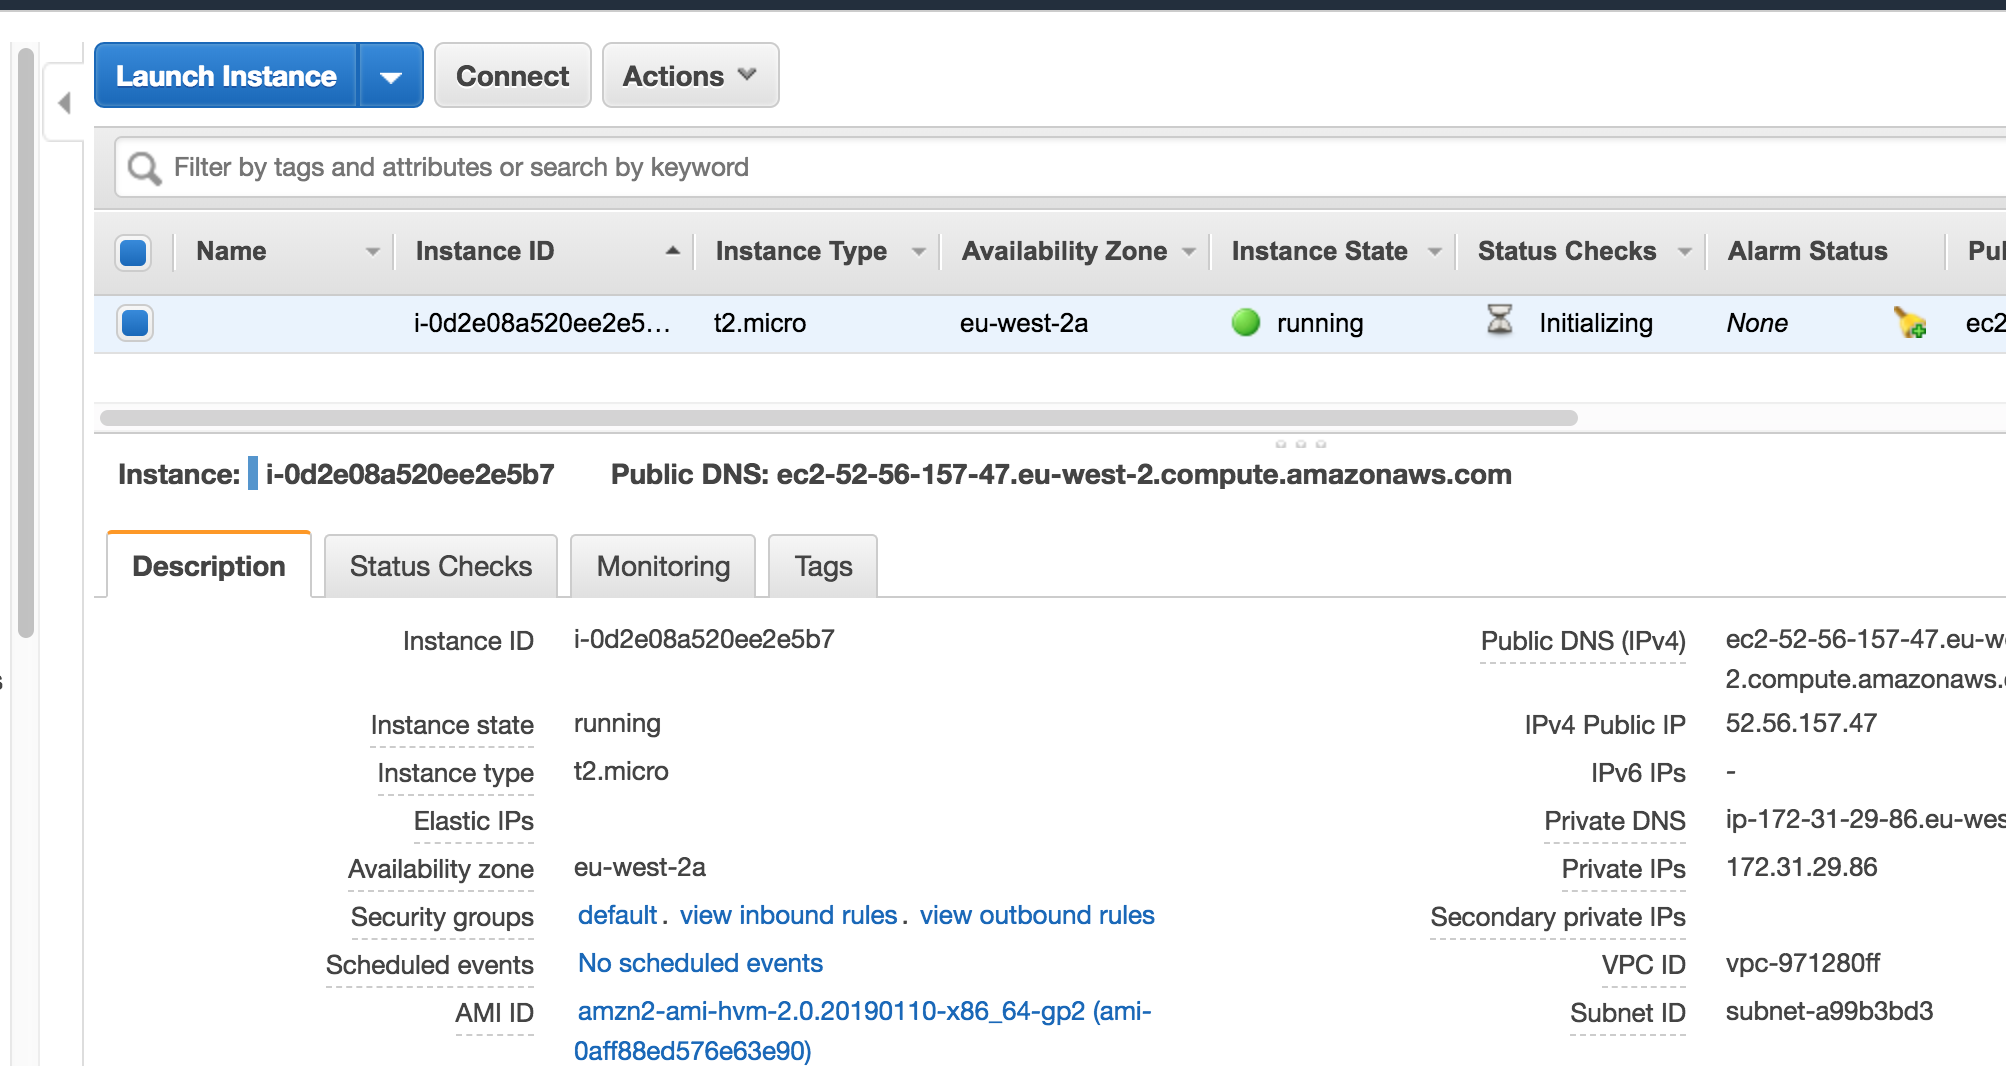 Launch Instance Connect Actions
Filter by tags and attributes or search by keyword
Name Instance ID Instance Type Availability Zone Instance State Status Checks Alarm Status
i-0d2e08a520ee2e5… t2.micro eu-west-2a running Initializing None ec2
Instance: i-0d2e08a520ee2e5b7 Public DNS: ec2-52-56-157-47.eu-west-2.compute.amazonaws.com
Description Status Checks Monitoring Tags
Instance ID i-0d2e08a520ee2e5b7 Public DNS (IPv4) ec2-52-56-157-47.eu-w
2.compute.amazonaws.
Instance state running IPv4 Public IP 52.56.157.47
Instance type t2.micro IPv6 IPs -
Elastic IPs Private DNS ip-172-31-29-86.eu-wes
Availability zone eu-west-2a Private IPs 172.31.29.86
Security groups default . view inbound rules . view outbound rules Secondary private IPs
Scheduled events No scheduled events VPC ID vpc-971280ff
AMI ID amzn2-ami-hvm-2.0.20190110-x86_64-gp2 (ami- Subnet ID subnet-a99b3bd3
0aff88ed576e63e90)